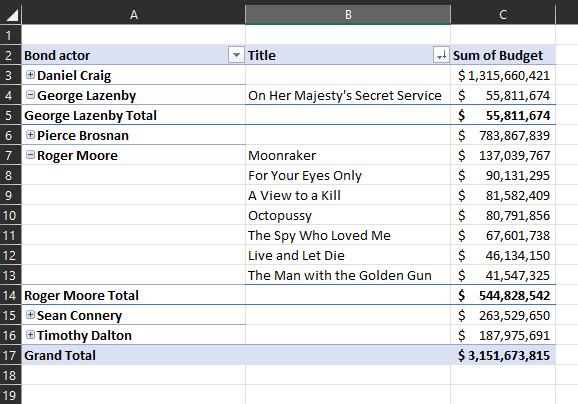 A B C
1
2 Bond actor Title Sum of Budget
3 Daniel Craig $ 1,315,660,421
4 George Lazenby On Her Majesty's Secret Service $ 55,811,674
5 George Lazenby Total $ 55,811,674
6 Pierce Brosnan $ 783,867,839
7 Roger Moore Moonraker $ 137,039,767
8 For Your Eyes Only $ 90,131,295
9 A View to a Kill $ 81,582,409
10 Octopussy $ 80,791,856
11 The Spy Who Loved Me $ 67,601,738
12 Live and Let Die $ 46,134,150
13 The Man with the Golden Gun $ 41,547,325
14 Roger Moore Total $ 544,828,542
15 Sean Connery $ 263,529,650
16 Timothy Dalton $ 187,975,691
17 Grand Total $ 3,151,673,815
18
19